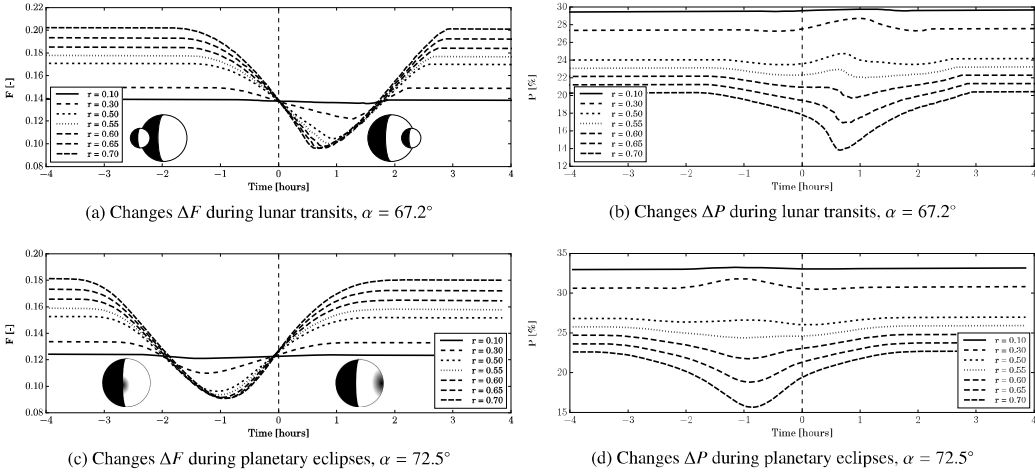 F [-]
0.22
0.20
0.18
0.16
0.14
0.12
0.10
0.08
r = 0.10
r = 0.30
r = 0.50
r = 0.55
r = 0.60
r = 0.65
r = 0.70
−4 −3 −2 −1 0 1 2 3 4
Time [hours]
(a) Changes ΔF during lunar transits, α = 67.2°
P [%]
30
28
26
24
22
20
18
16
14
12
r = 0.10
r = 0.30
r = 0.50
r = 0.55
r = 0.60
r = 0.65
r = 0.70
−4 −3 −2 −1 0 1 2 3 4
Time [hours]
(b) Changes ΔP during lunar transits, α = 67.2°
F [-]
0.20
0.18
0.16
0.14
0.12
0.10
0.08
r = 0.10
r = 0.30
r = 0.50
r = 0.55
r = 0.60
r = 0.65
r = 0.70
−4 −3 −2 −1 0 1 2 3 4
Time [hours]
(c) Changes ΔF during planetary eclipses, α = 72.5°
P [%]
35
30
25
20
15
r = 0.10
r = 0.30
r = 0.50
r = 0.55
r = 0.60
r = 0.65
r = 0.70
−4 −3 −2 −1 0 1 2 3 4
Time [hours]
(d) Changes ΔP during planetary eclipses, α = 72.5°